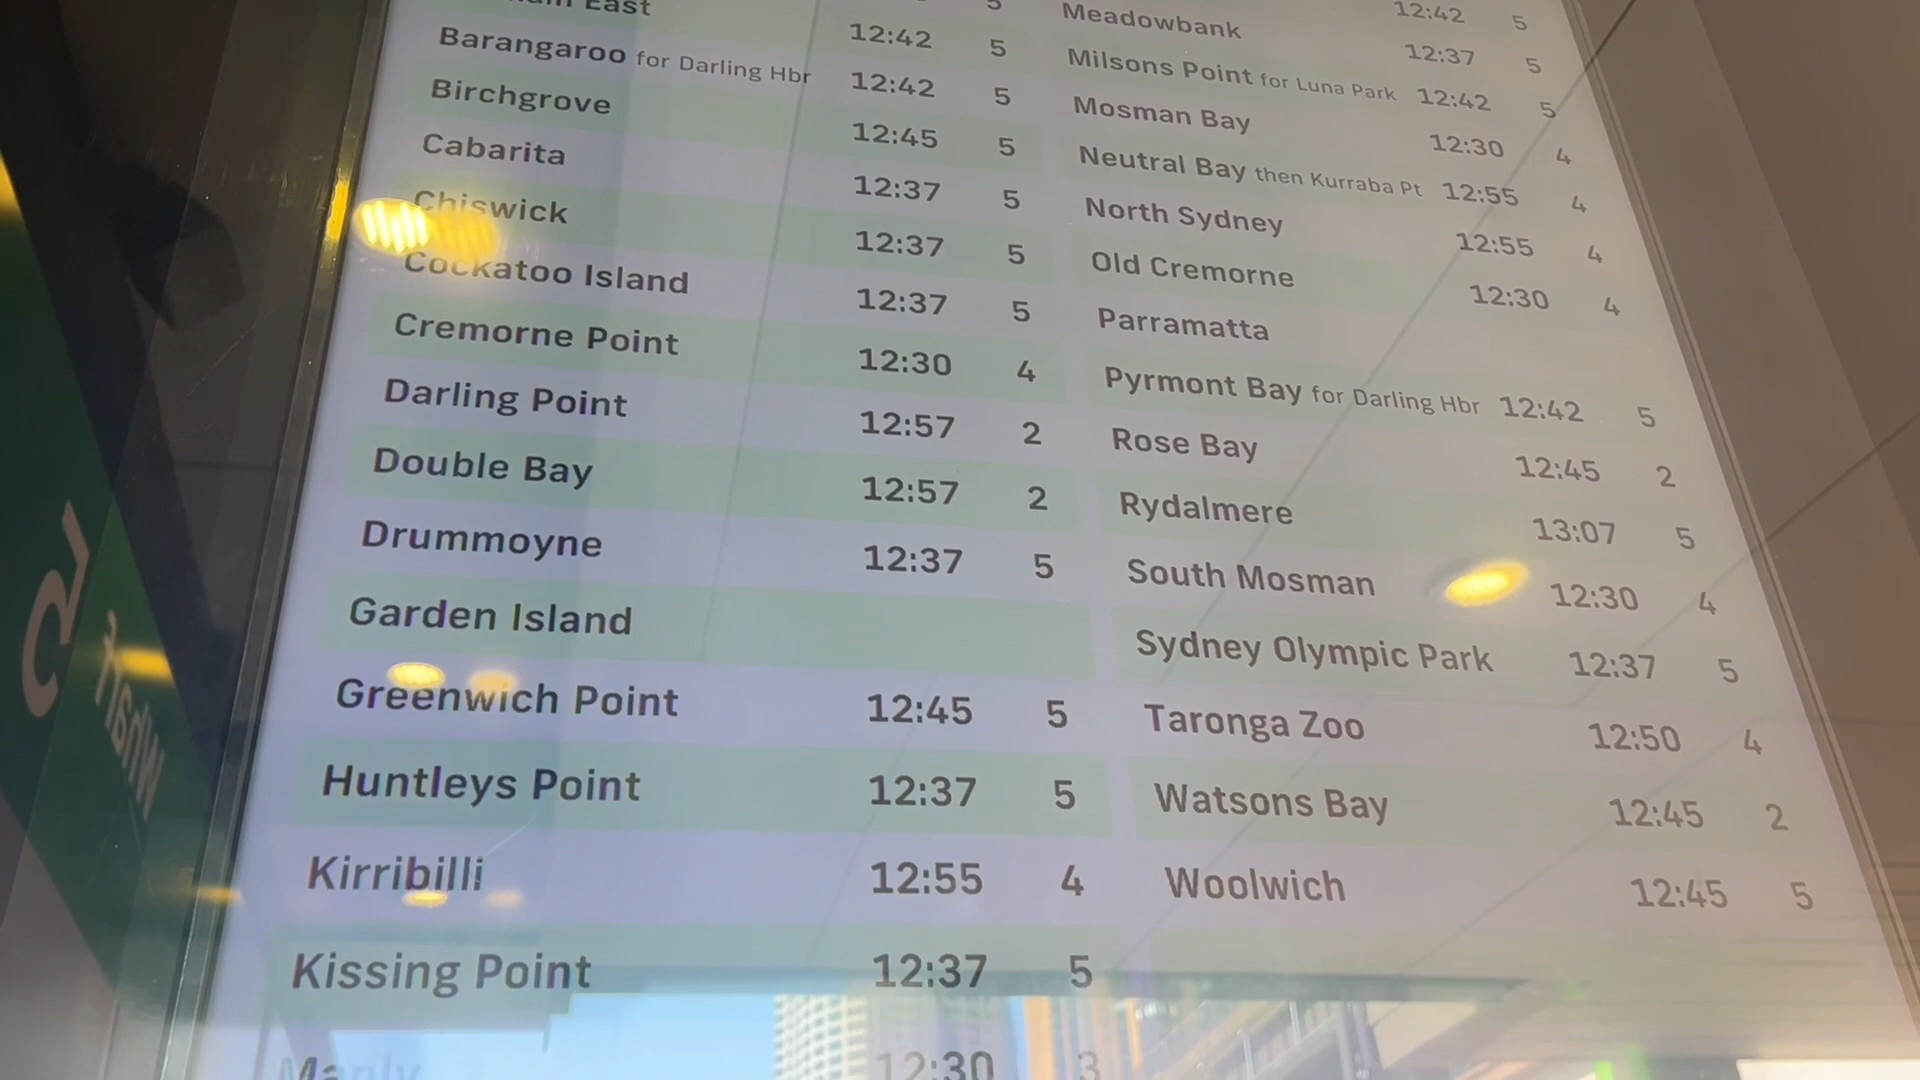 East 12:42 5
Barangaroo for Darling Hbr 12:42 5
Birchgrove 12:45 5
Cabarita 12:37 5
Chiswick 12:37 5
Cockatoo Island 12:37 5
Cremorne Point 12:30 4
Darling Point 12:57 2
Double Bay 12:57 2
Drummoyne 12:37 5
Garden Island
Greenwich Point 12:45 5
Huntleys Point 12:37 5
Kirribilli 12:55 4
Kissing Point 12:37 5
Manly 12:30 3
12:42 5
Meadowbank 12:37 5
Milsons Point for Luna Park 12:42 5
Mosman Bay 12:30 4
Neutral Bay then Kurraba Pt 12:55 4
North Sydney 12:55 4
Old Cremorne 12:30 4
Parramatta
Pyrmont Bay for Darling Hbr 12:42 5
Rose Bay 12:45 2
Rydalmere 13:07 5
South Mosman 12:30 4
Sydney Olympic Park 12:37 5
Taronga Zoo 12:50 4
Watsons Bay 12:45 2
Woolwich 12:45 5